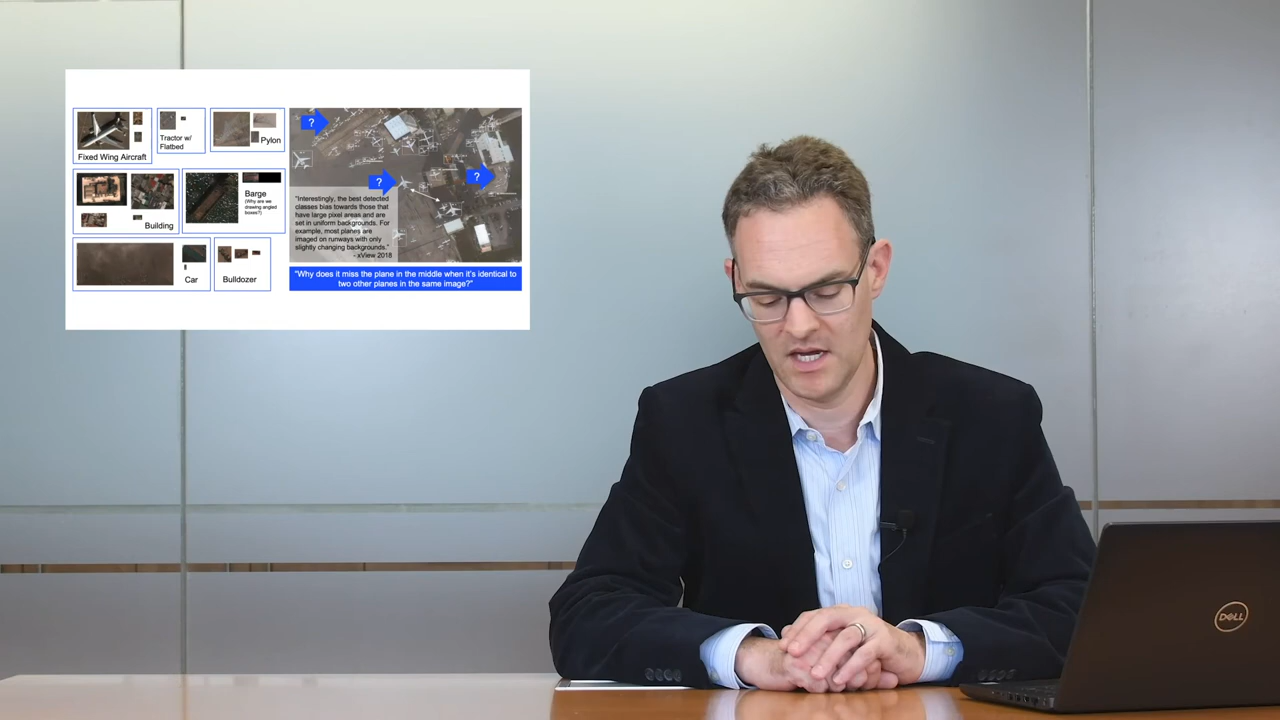 Fixed Wing Aircraft
Tractor w/
Flatbed
Pylon
Building
Barge
(Why are we
drawing angled
boxes?)
Car
Bulldozer
?
?
?
"Interestingly, the best detected
classes bias towards those that
have large pixel areas and are
set in uniform backgrounds. For
example, most planes are
imaged on runways with only
slightly changing backgrounds."
- xView 2018
"Why does it miss the plane in the middle when it's identical to
two other planes in the same image?"
DELL